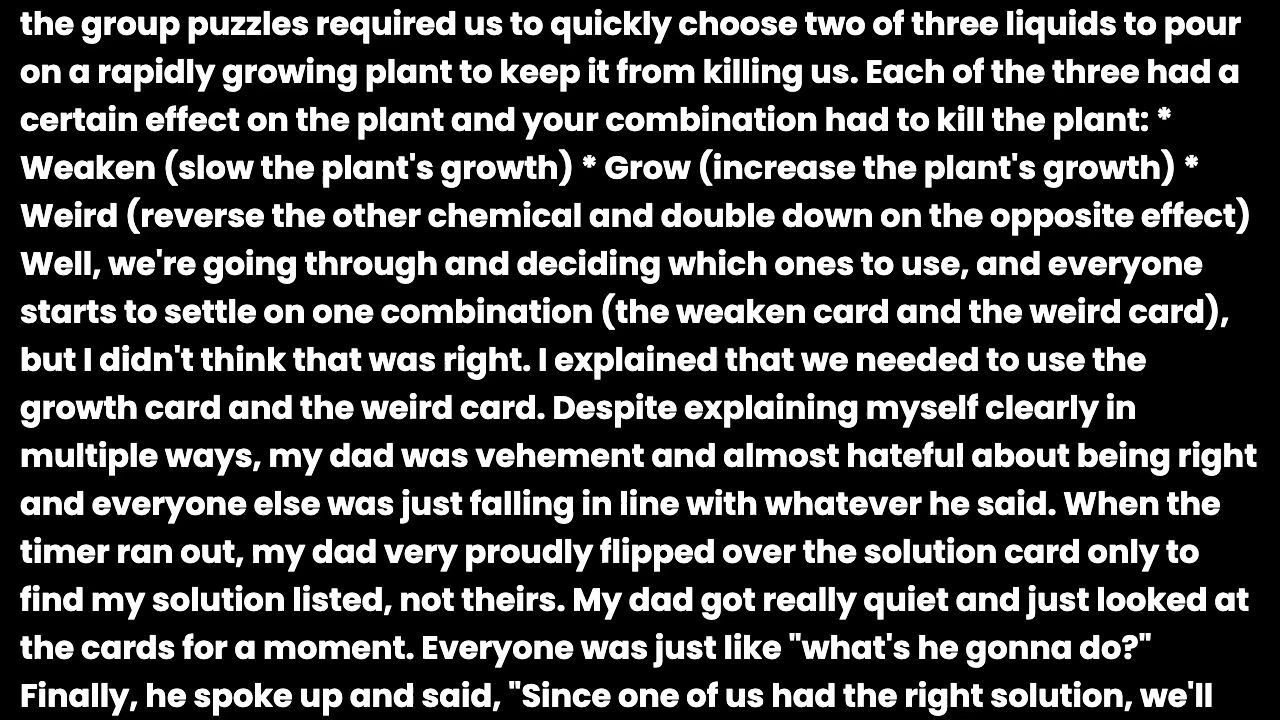 the group puzzles required us to quickly choose two of three liquids to pour
on a rapidly growing plant to keep it from killing us. Each of the three had a
certain effect on the plant and your combination had to kill the plant: *
Weaken (slow the plant's growth) * Grow (increase the plant's growth) *
Weird (reverse the other chemical and double down on the opposite effect)
Well, we're going through and deciding which ones to use, and everyone
starts to settle on one combination (the weaken card and the weird card),
but I didn't think that was right. I explained that we needed to use the
growth card and the weird card. Despite explaining myself clearly in
multiple ways, my dad was vehement and almost hateful about being right
and everyone else was just falling in line with whatever he said. When the
timer ran out, my dad very proudly flipped over the solution card only to
find my solution listed, not theirs. My dad got really quiet and just looked at
the cards for a moment. Everyone was just like "what's he gonna do?"
Finally, he spoke up and said, "Since one of us had the right solution, we'll